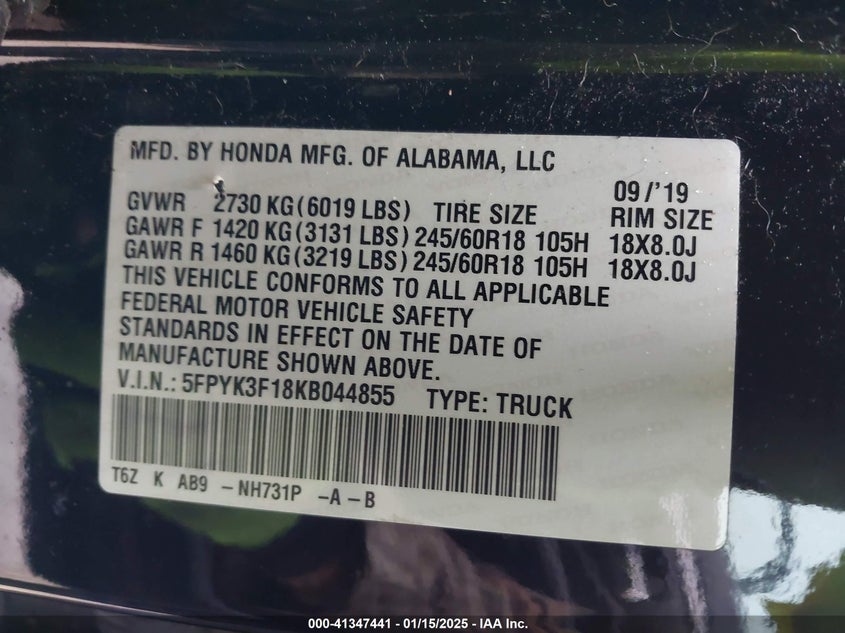 MFD. BY HONDA MFG. OF ALABAMA, LLC
09/'19
GVWR 2730 KG(6019 LBS) TIRE SIZE RIM SIZE
GAWR F 1420 KG(3131 LBS) 245/60R18 105H 18X8.0J
GAWR R 1460 KG(3219 LBS) 245/60R18 105H 18X8.0J
THIS VEHICLE CONFORMS TO ALL APPLICABLE
FEDERAL MOTOR VEHICLE SAFETY
STANDARDS IN EFFECT ON THE DATE OF
MANUFACTURE SHOWN ABOVE.
V.I.N.: 5FPYK3F18KB044855 TYPE: TRUCK
T6Z K AB9 -NH731P -A-B
000-41347441 - 01/15/2025 - IAA Inc.